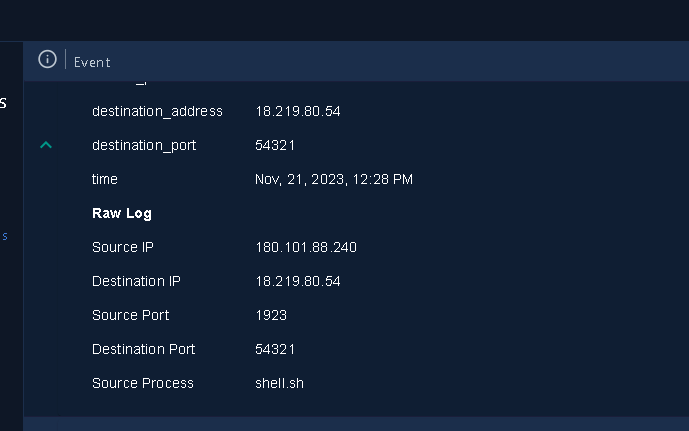 Event
destination_address 18.219.80.54
destination_port 54321
time Nov, 21, 2023, 12:28 PM
Raw Log
Source IP 180.101.88.240
Destination IP 18.219.80.54
Source Port 1923
Destination Port 54321
Source Process shell.sh